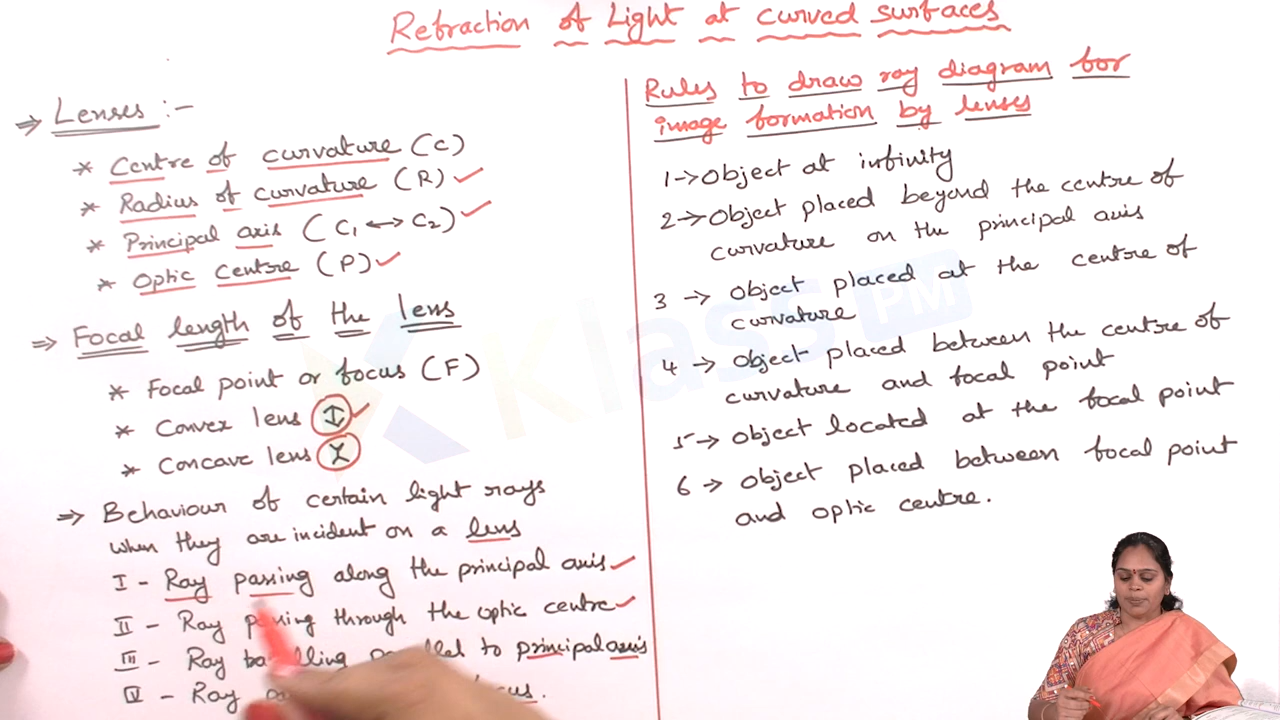 Refraction of Light at curved surfaces
⇒ Lenses :-
* Centre of curvature (C)
* Radius of curvature (R) ✓
* Principal axis (C₁ ↔ C₂) ✓
* Optic Centre (P) ✓
⇒ Focal length of the lens
* Focal point or focus (F)
* Convex lens ✓
* Concave lens
⇒ Behaviour of certain light rays
when they are incident on a lens
I - Ray passing along the principal axis ✓
II - Ray passing through the optic centre ✓
III - Ray to principal axis
IV - Ray
Rules to draw ray diagram for
image formation by lenses
1 → Object at infinity
2 → Object placed beyond the centre of
curvature on the principal axis
3 → Object placed at the centre of
curvature
4 → Object placed between the centre of
curvature and focal point
5 → Object located at the focal point
6 → Object placed between focal point
and optic centre.
Klass PM